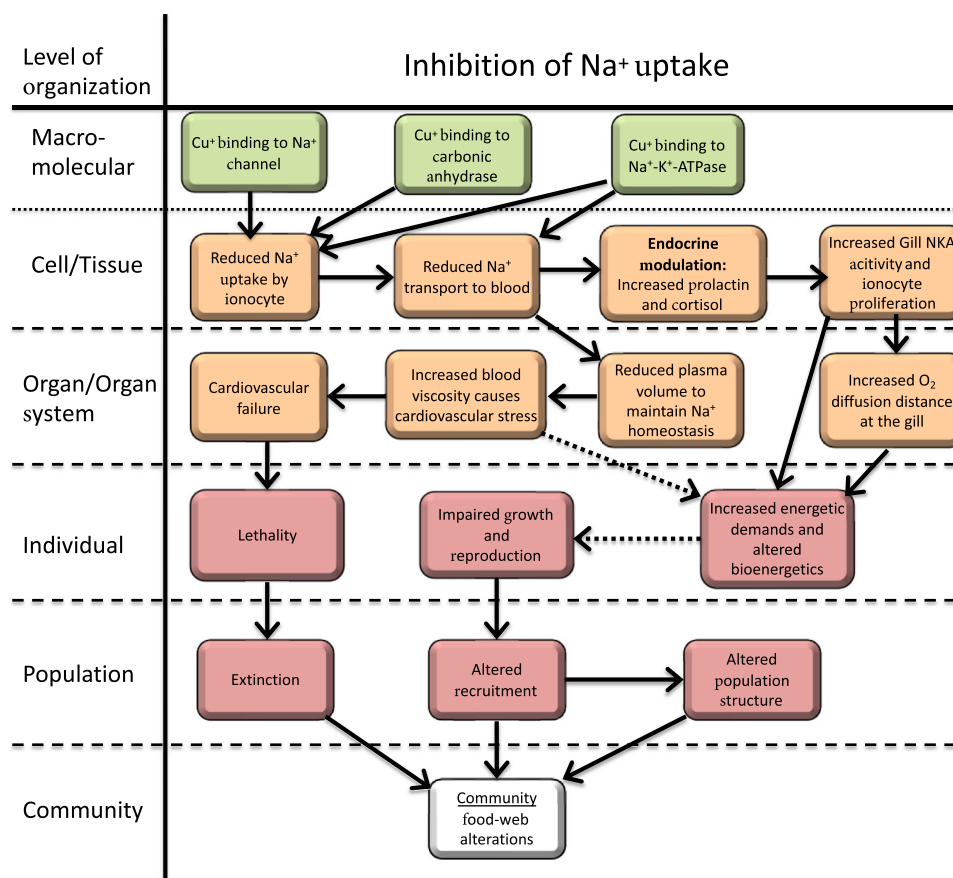 Level of
organization
Inhibition of Na⁺ uptake
Macro-
molecular
Cu⁺ binding to Na⁺
channel
Cu⁺ binding to
carbonic
anhydrase
Cu⁺ binding to
Na⁺-K⁺-ATPase
Cell/Tissue
Reduced Na⁺
uptake by
ionocyte
Reduced Na⁺
transport to blood
Endocrine
modulation:
Increased prolactin
and cortisol
Increased Gill NKA
acitivity and
ionocyte
proliferation
Organ/Organ
system
Cardiovascular
failure
Increased blood
viscosity causes
cardiovascular stress
Reduced plasma
volume to
maintain Na⁺
homeostasis
Increased O₂
diffusion distance
at the gill
Individual
Lethality
Impaired growth
and
reproduction
Increased energetic
demands and
altered
bioenergetics
Population
Extinction
Altered
recruitment
Altered
population
structure
Community
Community
food-web
alterations